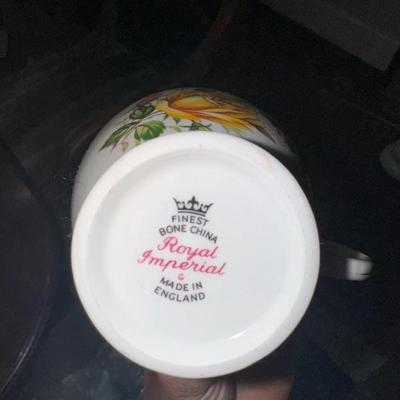 FINEST
BONE CHINA
Royal
Imperial
G
MADE IN
ENGLAND